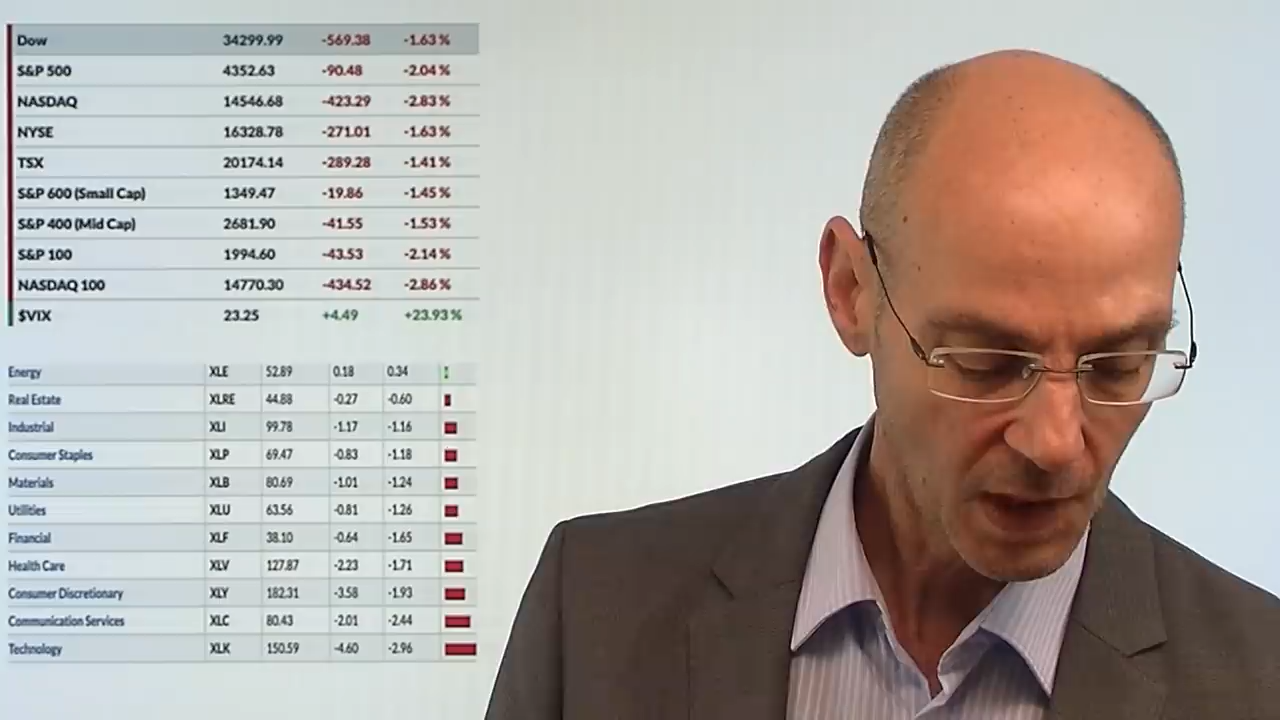 Dow 34299.99 -569.38 -1.63%
S&P 500 4352.63 -90.48 -2.04%
NASDAQ 14546.68 -423.29 -2.83%
NYSE 16328.78 -271.01 -1.63%
TSX 20174.14 -289.28 -1.41%
S&P 600 (Small Cap) 1349.47 -19.86 -1.45%
S&P 400 (Mid Cap) 2681.90 -41.55 -1.53%
S&P 100 1994.60 -43.53 -2.14%
NASDAQ 100 14770.30 -434.52 -2.86%
$VIX 23.25 +4.49 +23.93%
Energy XLE 52.89 0.18 0.34
Real Estate XLRE 44.88 -0.27 -0.60
Industrial XLI 99.78 -1.17 -1.16
Consumer Staples XLP 69.47 -0.83 -1.18
Materials XLB 80.69 -1.01 -1.24
Utilities XLU 63.56 -0.81 -1.26
Financial XLF 38.10 -0.64 -1.65
Health Care XLV 127.87 -2.23 -1.71
Consumer Discretionary XLY 182.31 -3.58 -1.93
Communication Services XLC 80.43 -2.01 -2.44
Technology XLK 150.59 -4.60 -2.96